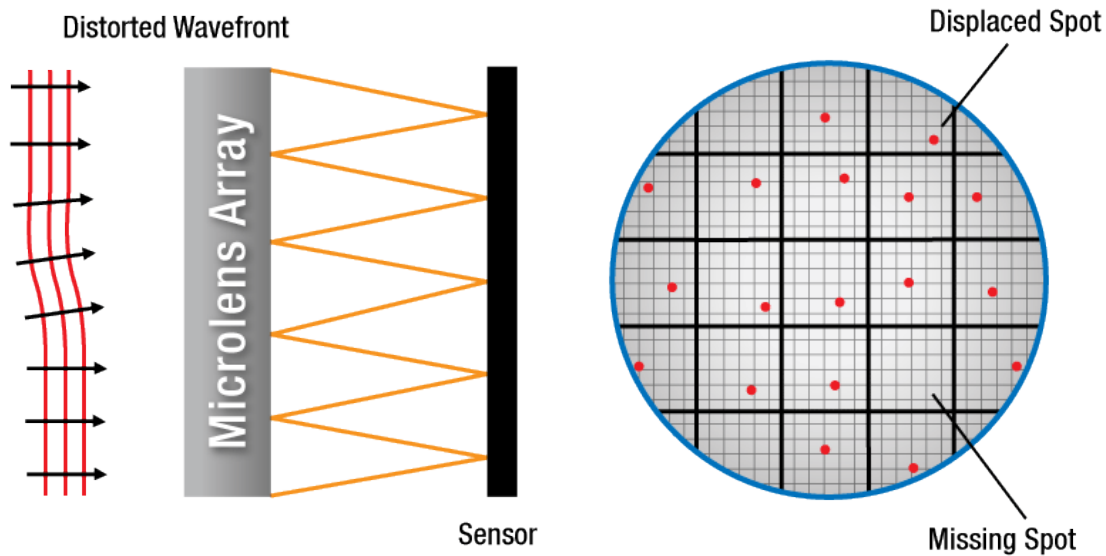 Distorted Wavefront
Displaced Spot
Microlens Array
Sensor
Missing Spot